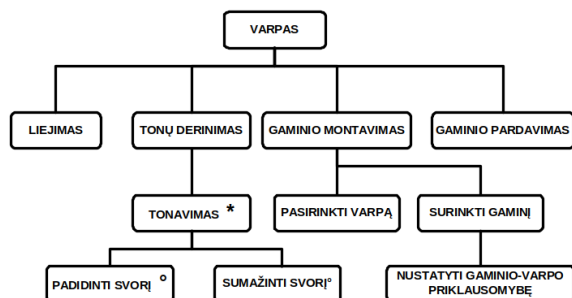 VARPAS
LIEJIMAS
TONŲ DERINIMAS
GAMINIO MONTAVIMAS
GAMINIO PARDAVIMAS
TONAVIMAS *
PASIRINKTI VARPĄ
SURINKTI GAMINĮ
PADIDINTI SVORĮ °
SUMAŽINTI SVORĮ°
NUSTATYTI GAMINIO-VARPO
PRIKLAUSOMYBĘ